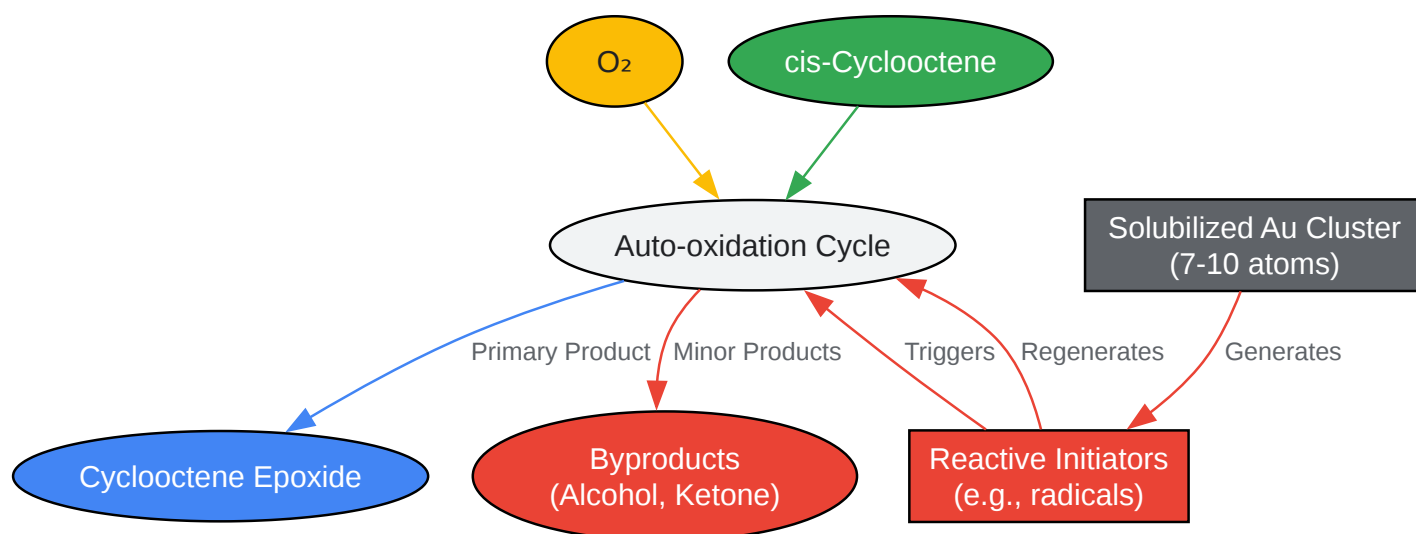 O₂
cis-Cyclooctene
Auto-oxidation Cycle
Solubilized Au Cluster
(7-10 atoms)
Primary Product
Minor Products
Triggers
Regenerates
Generates
Cyclooctene Epoxide
Byproducts
(Alcohol, Ketone)
Reactive Initiators
(e.g., radicals)